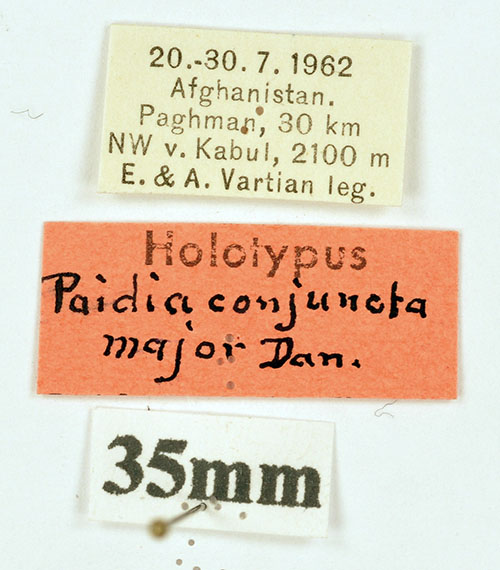 20.-30. 7. 1962
Afghanistan.
Paghman, 30 km
NW v. Kabul, 2100 m
E. & A. Vartian leg.
Holotypus
Paidia conjuncta
major Dan.
35mm